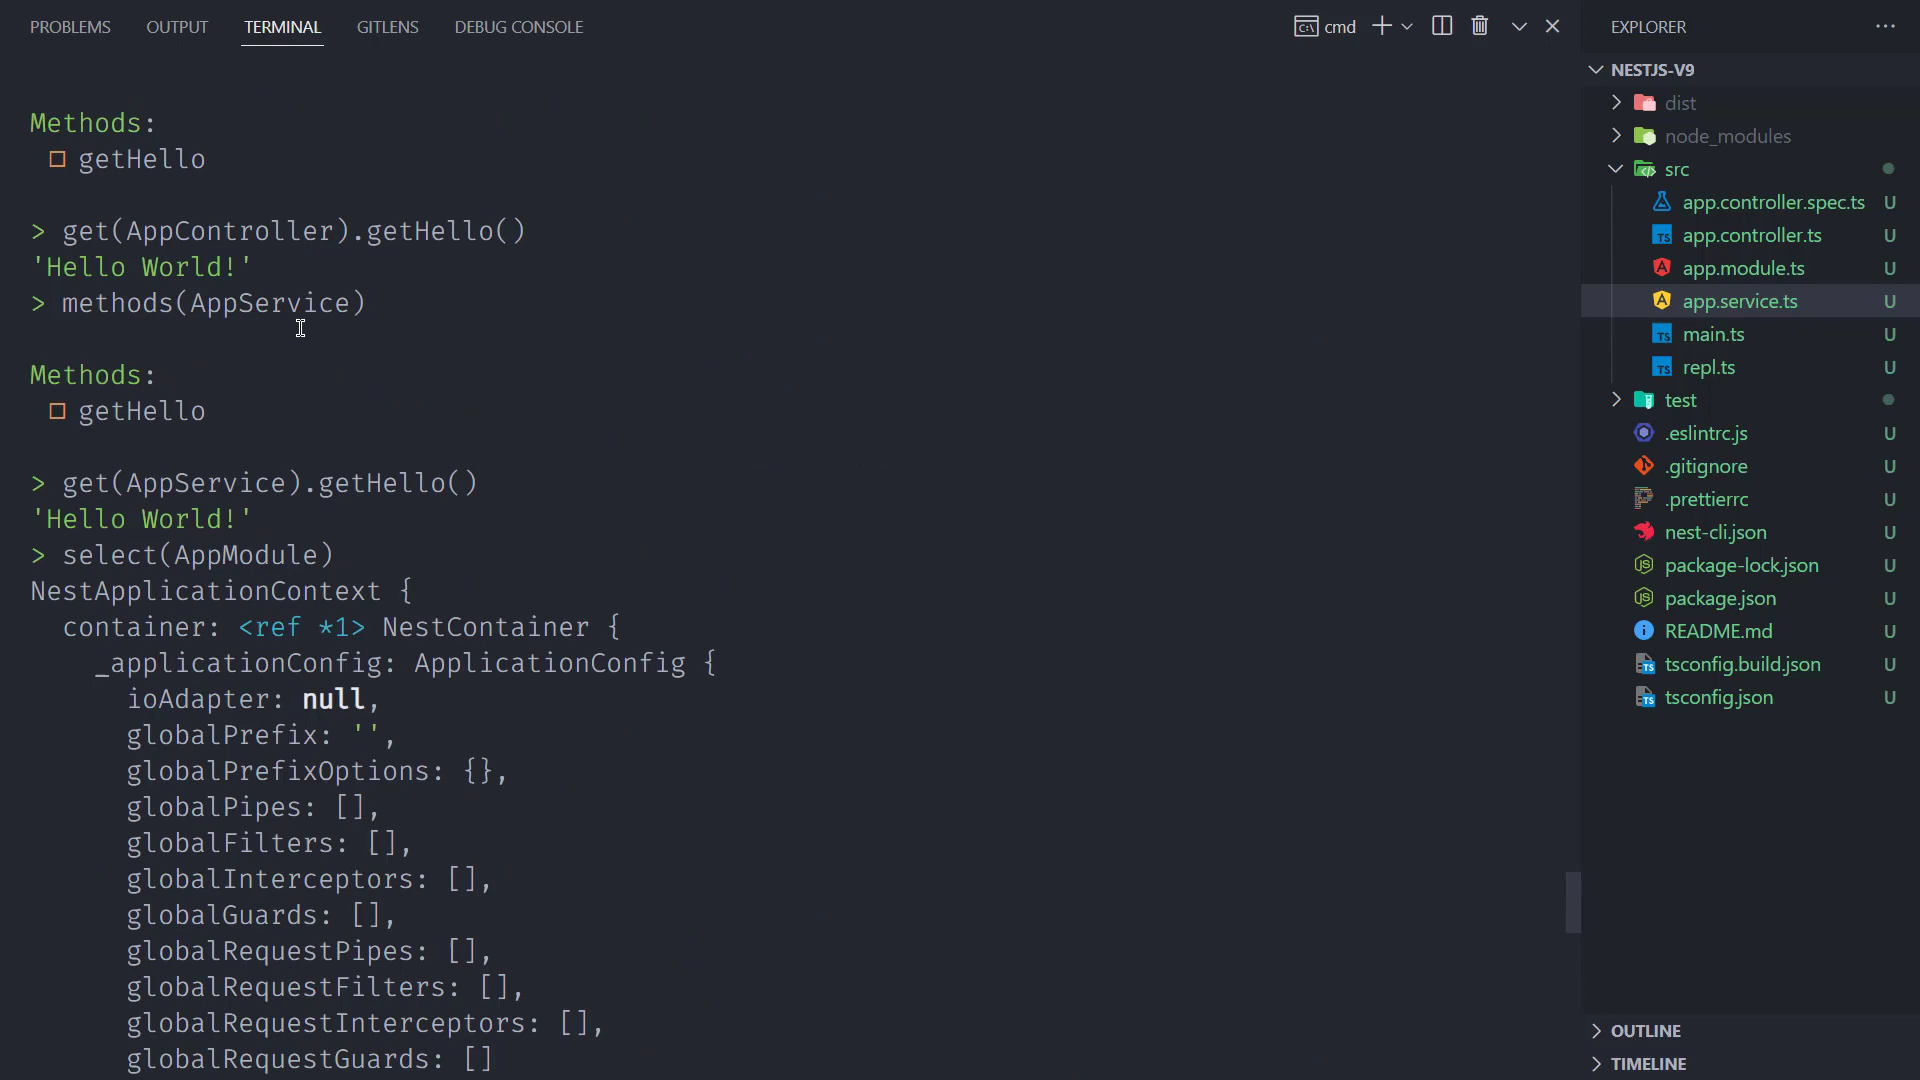 PROBLEMS OUTPUT TERMINAL GITLENS DEBUG CONSOLE cmd
Methods:
getHello
> get(AppController).getHello()
'Hello World!'
> methods(AppService)
Methods:
getHello
> get(AppService).getHello()
'Hello World!'
> select(AppModule)
NestApplicationContext {
container: <ref *1> NestContainer {
_applicationConfig: ApplicationConfig {
ioAdapter: null,
globalPrefix: '',
globalPrefixOptions: {},
globalPipes: [],
globalFilters: [],
globalInterceptors: [],
globalGuards: [],
globalRequestPipes: [],
globalRequestFilters: [],
globalRequestInterceptors: [],
globalRequestGuards: []
EXPLORER
NESTJS-V9
dist
node_modules
src
app.controller.spec.ts U
app.controller.ts U
app.module.ts U
app.service.ts U
main.ts U
repl.ts U
test
.eslintrc.js U
.gitignore U
.prettierrc U
nest-cli.json U
package-lock.json U
package.json U
README.md U
tsconfig.build.json U
tsconfig.json U
OUTLINE
TIMELINE